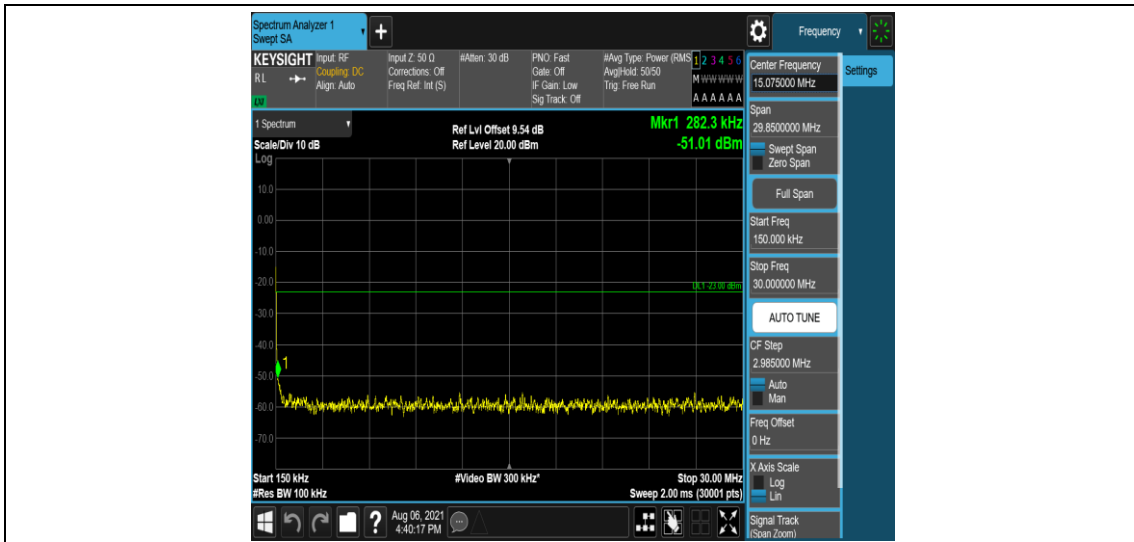 Spectrum Analyzer 1
Swept SA
+
Frequency
KEYSIGHT
RL
LM
Input: RF
Coupling: DC
Align: Auto
Input Z: 50 Ω
Corrections: Off
Freq Ref: Int (S)
#Atten: 30 dB
PNO: Fast
Gate: Off
IF Gain: Low
Sig Track: Off
#Avg Type: Power (RMS
Avg|Hold: 50/50
Trig: Free Run
1 2 3 4 5 6
M W W W W W
A A A A A A
1 Spectrum
Scale/Div 10 dB
Ref Lvl Offset 9.54 dB
Ref Level 20.00 dBm
Mkr1 282.3 kHz
-51.01 dBm
Log
10.0
0.00
-10.0
-20.0
-30.0
-40.0
-50.0
-60.0
-70.0
DL1 -23.00 dBm
1
Start 150 kHz
#Res BW 100 kHz
#Video BW 300 kHz*
Stop 30.00 MHz
Sweep 2.00 ms (30001 pts)
?
Aug 06, 2021
4:40:17 PM
Center Frequency
15.075000 MHz
Settings
Span
29.8500000 MHz
Swept Span
Zero Span
Full Span
Start Freq
150.000 kHz
Stop Freq
30.000000 MHz
AUTO TUNE
CF Step
2.985000 MHz
Auto
Man
Freq Offset
0 Hz
X Axis Scale
Log
Lin
Signal Track
(Span Zoom)